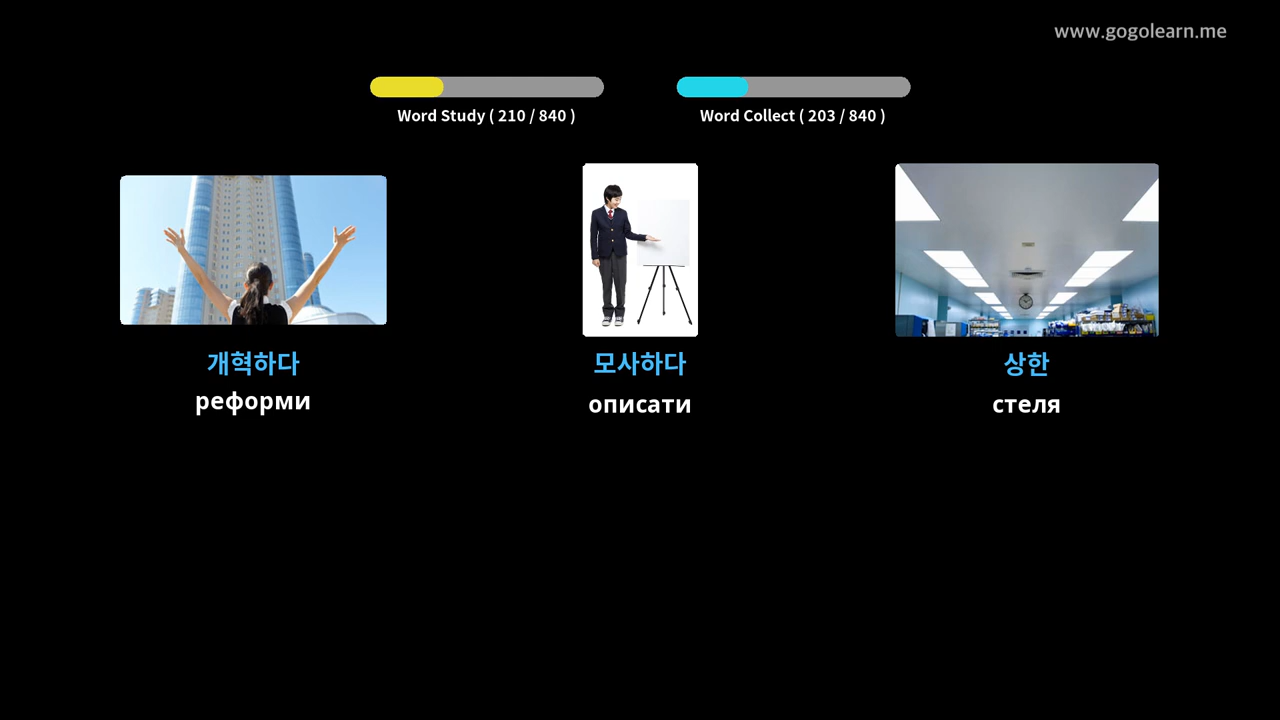 www.gogolearn.me
Word Study ( 210 / 840 )
Word Collect ( 203 / 840 )
개혁하다
모사하다
상한
реформи
описати
стеля